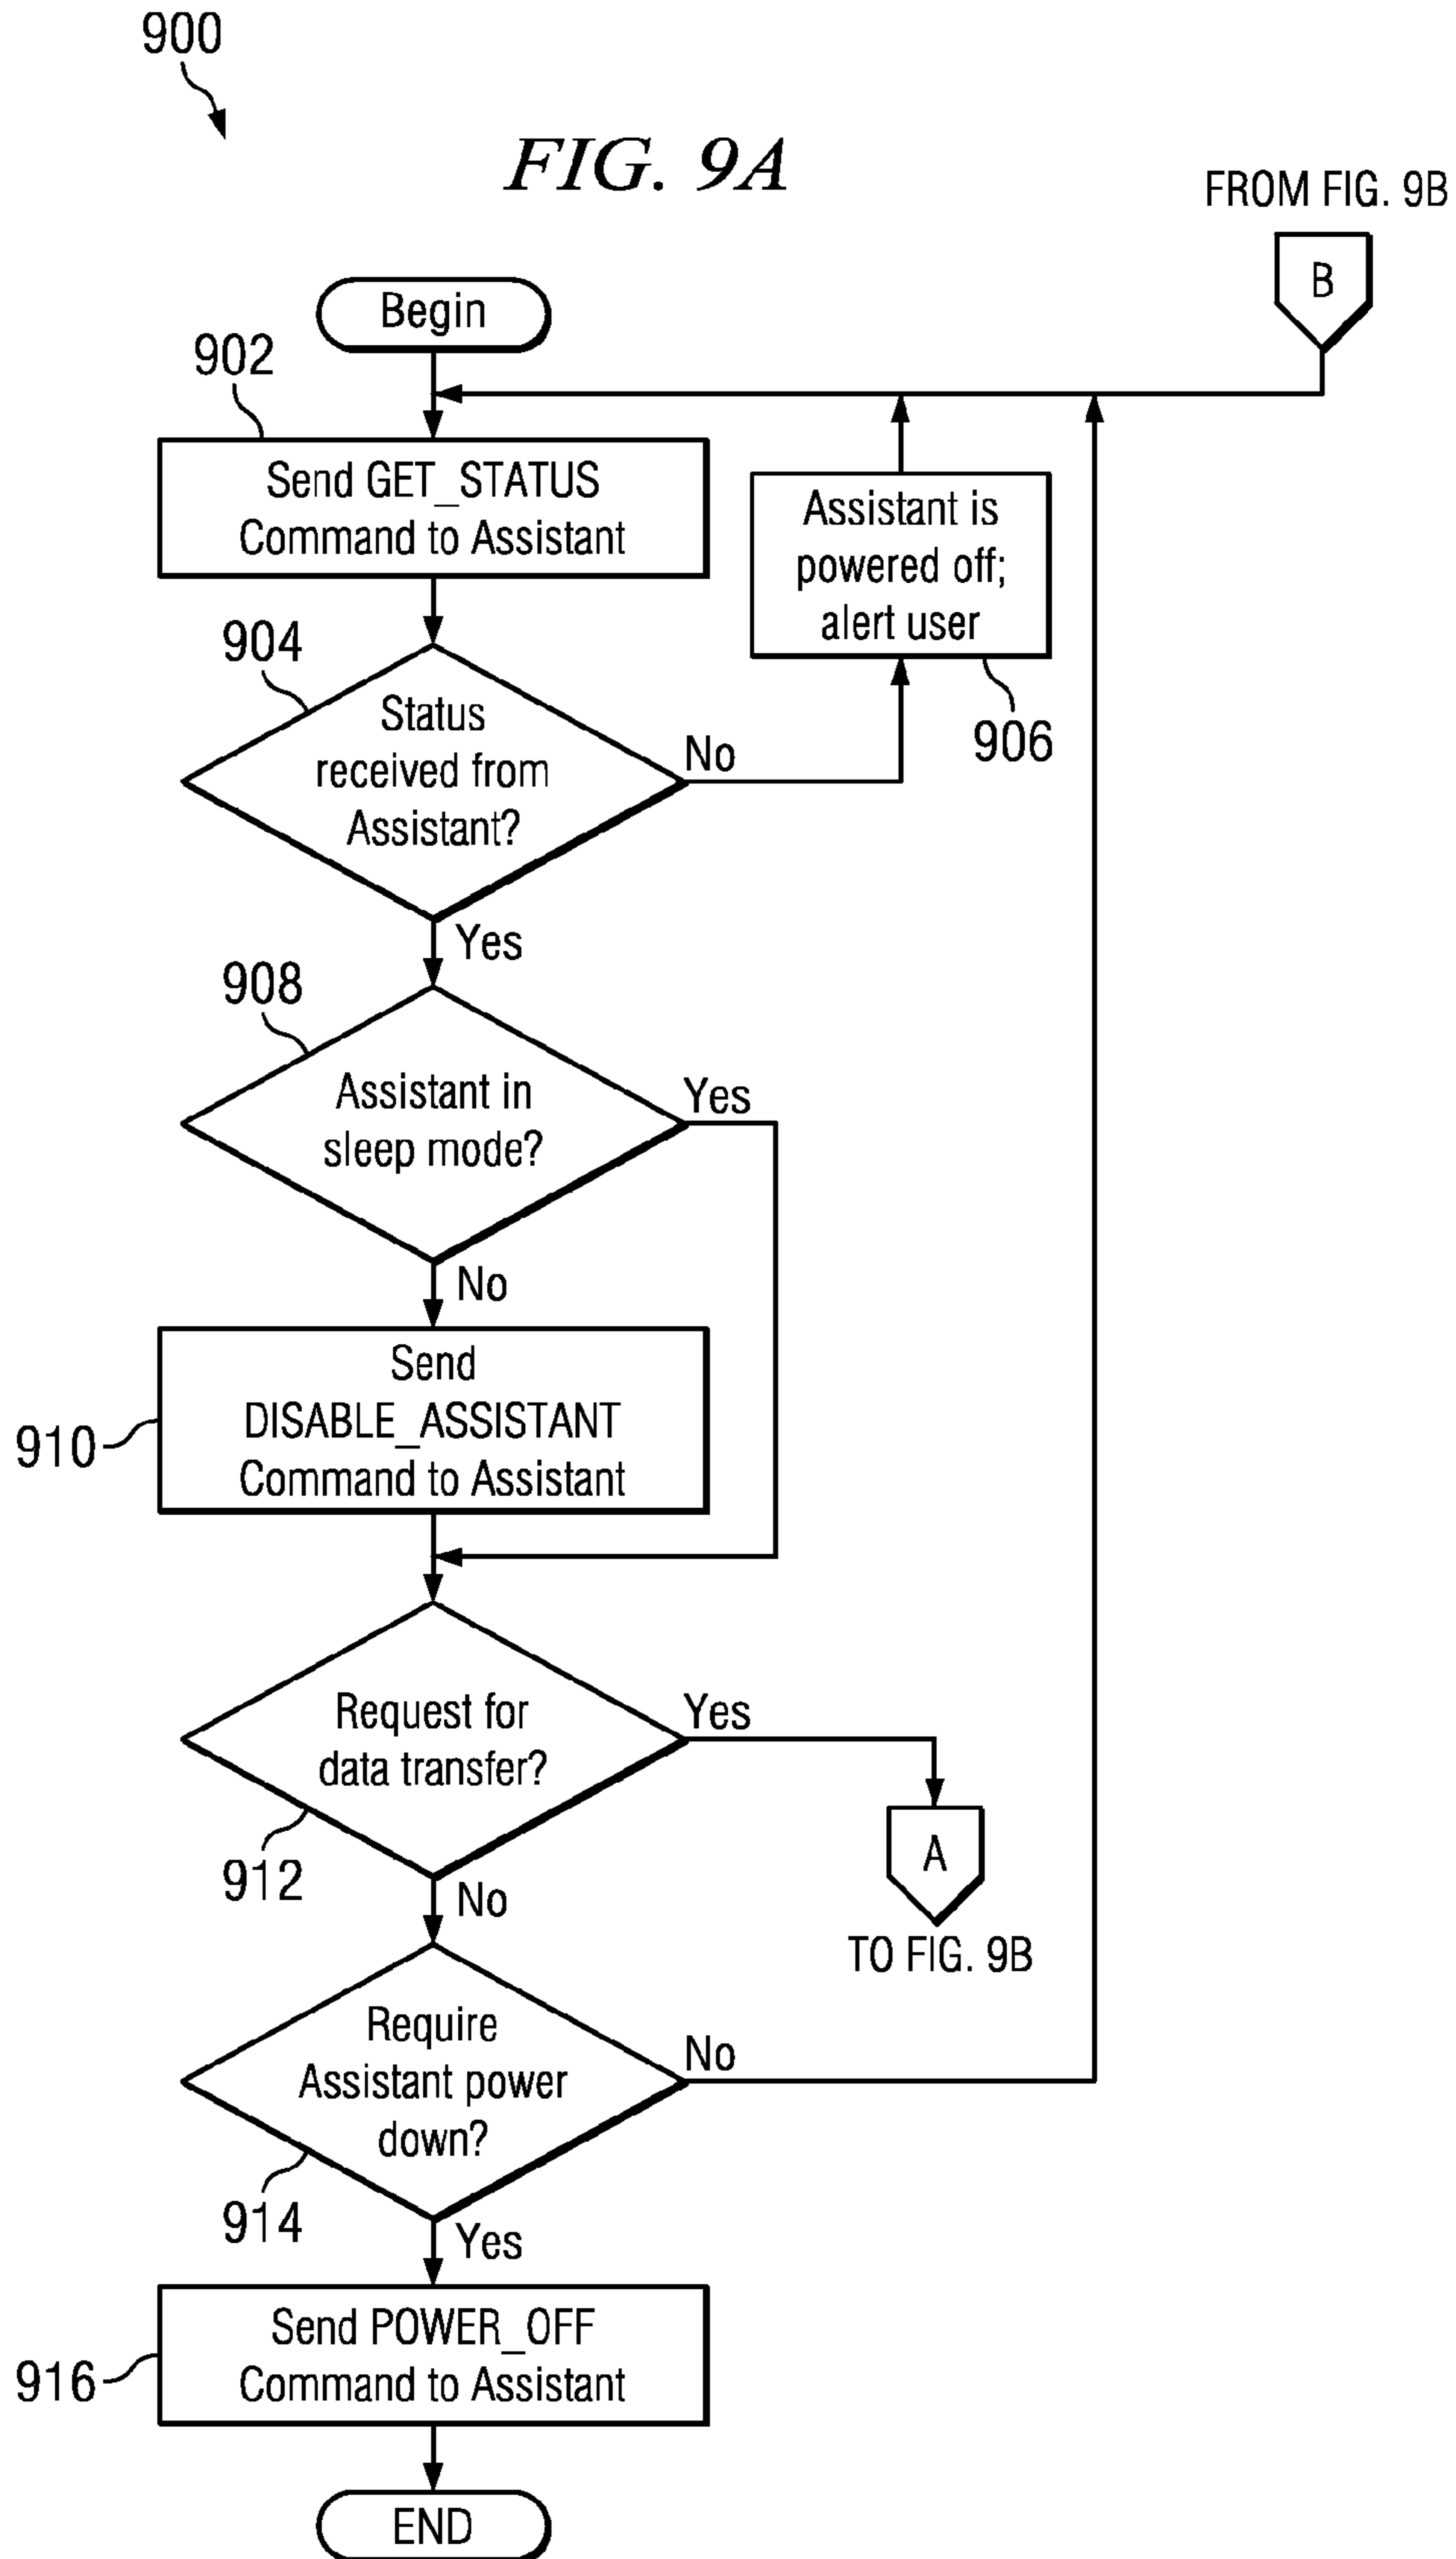 900
FIG. 9A
FROM FIG. 9B
B
Begin
902
Send GET_STATUS
Command to Assistant
Assistant is
powered off;
alert user
906
904
Status
received from
Assistant?
No
Yes
908
Assistant in
sleep mode?
Yes
No
910
Send
DISABLE_ASSISTANT
Command to Assistant
Request for
data transfer?
Yes
912
No
A
TO FIG. 9B
Require
Assistant power
down?
No
914
Yes
916
Send POWER_OFF
Command to Assistant
END